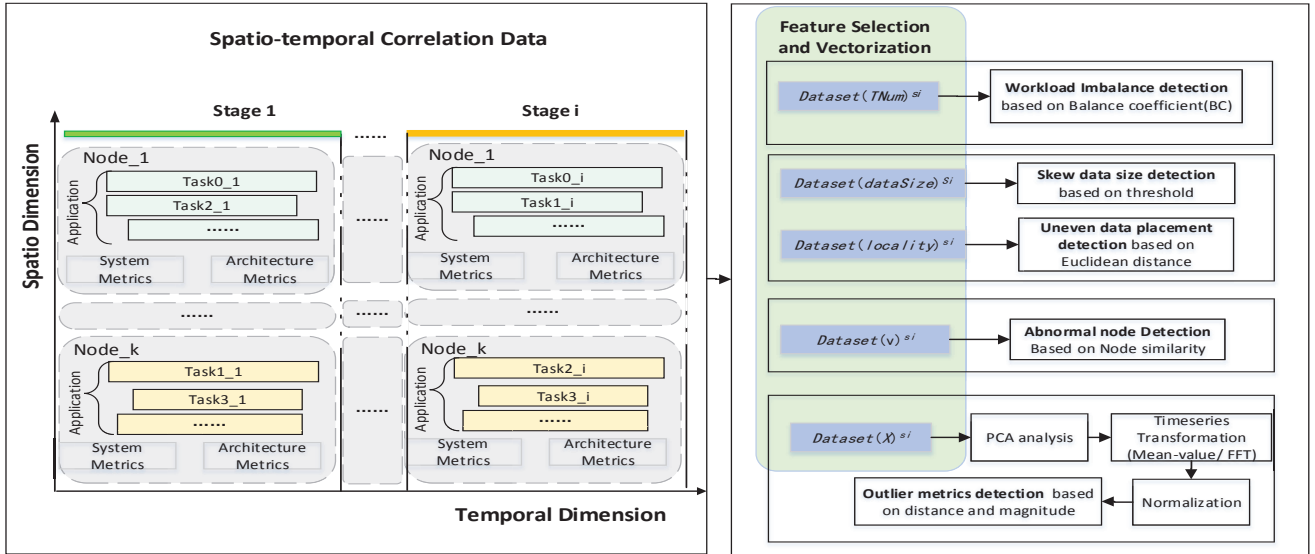 Spatio-temporal Correlation Data
Spatio Dimension
Stage 1
......
Stage i
Node_1
Application
Task0_1
Task2_1
......
System
Metrics
Architecture
Metrics
......
Node_1
Application
Task0_i
Task1_i
......
System
Metrics
Architecture
Metrics
......
......
......
Node_k
Application
Task1_1
Task3_1
......
System
Metrics
Architecture
Metrics
......
Node_k
Application
Task2_i
Task3_i
......
System
Metrics
Architecture
Metrics
Temporal Dimension
Feature Selection
and Vectorization
Dataset(TNum)^si
Workload Imbalance detection
based on Balance coefficient(BC)
Dataset(dataSize)^Si
Skew data size detection
based on threshold
Dataset(locality)^si
Uneven data placement
detection based on
Euclidean distance
Dataset(v)^si
Abnormal node Detection
Based on Node similarity
Dataset(X)^si
PCA analysis
Timeseries
Transformation
(Mean-value/ FFT)
Normalization
Outlier metrics detection based
on distance and magnitude